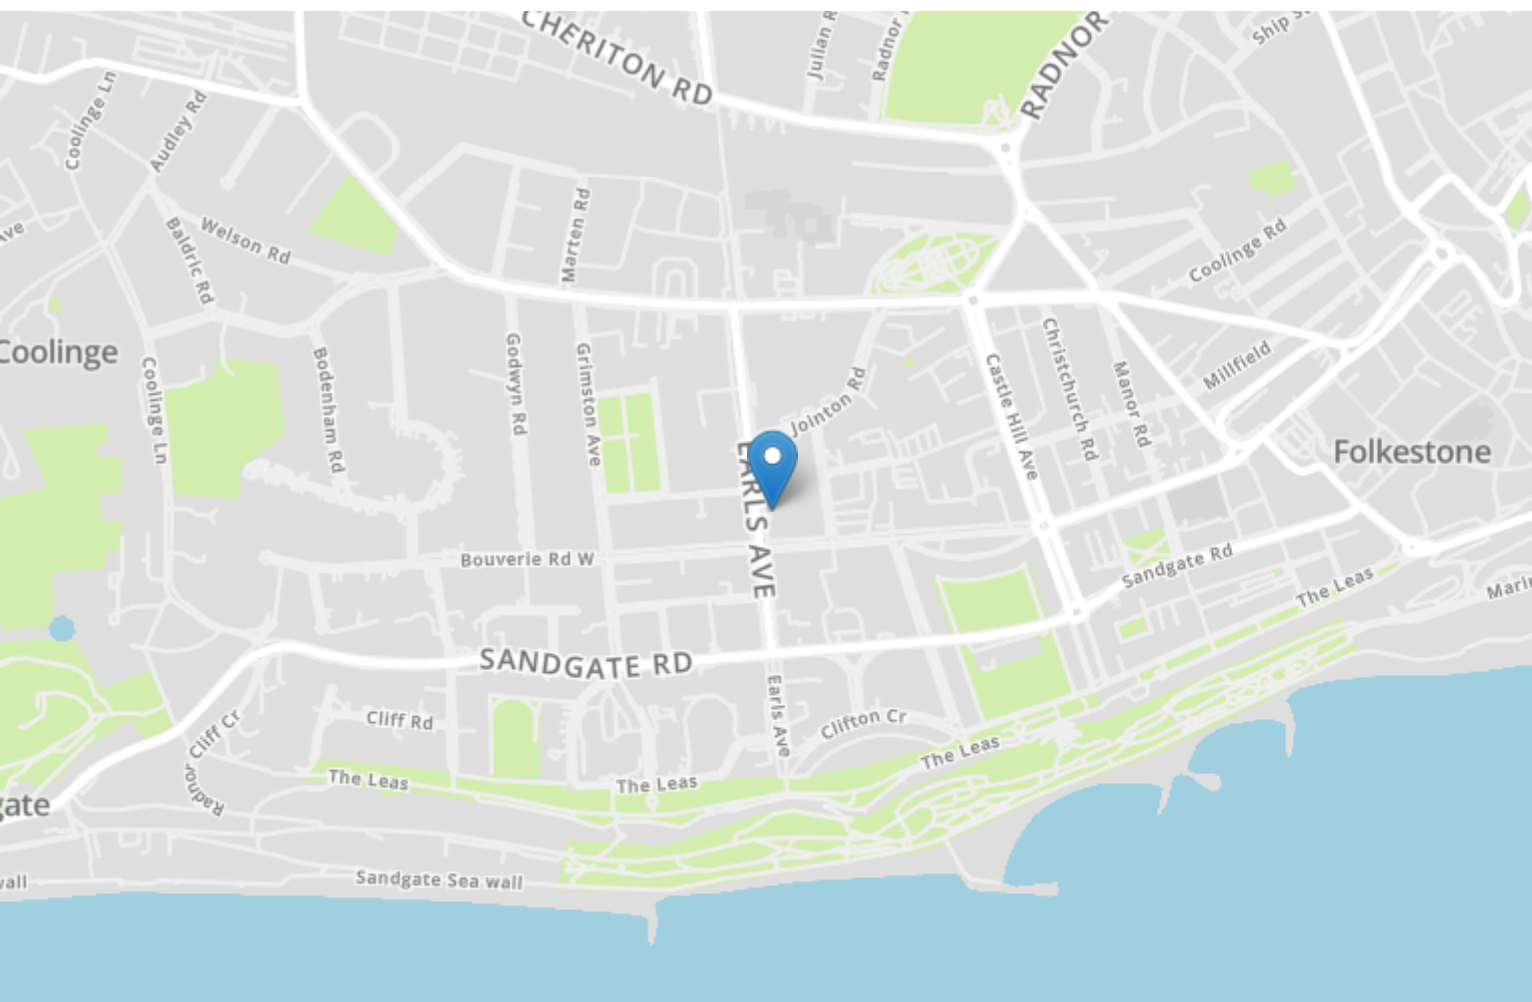 CHERITON RD
Julian R
Radnor
RADNOR
Ship S
Coolinge Ln
Audley Rd
Marten Rd
Ave
Welson Rd
Baldric Rd
Coolinge Rd
Coolinge
Coolinge Ln
Bodenham Rd
Godwyn Rd
Grimston Ave
Jointon Rd
Castle Hill Ave
Christchurch Rd
Manor Rd
Millfield
Folkestone
EARLS AVE
Bouverie Rd W
Sandgate Rd
The Leas
Marin
SANDGATE RD
Earls Ave
Cliff Rd
Clifton Cr
Radnor Cliff Cr
The Leas
The Leas
The Leas
gate
Sandgate Sea wall
wall